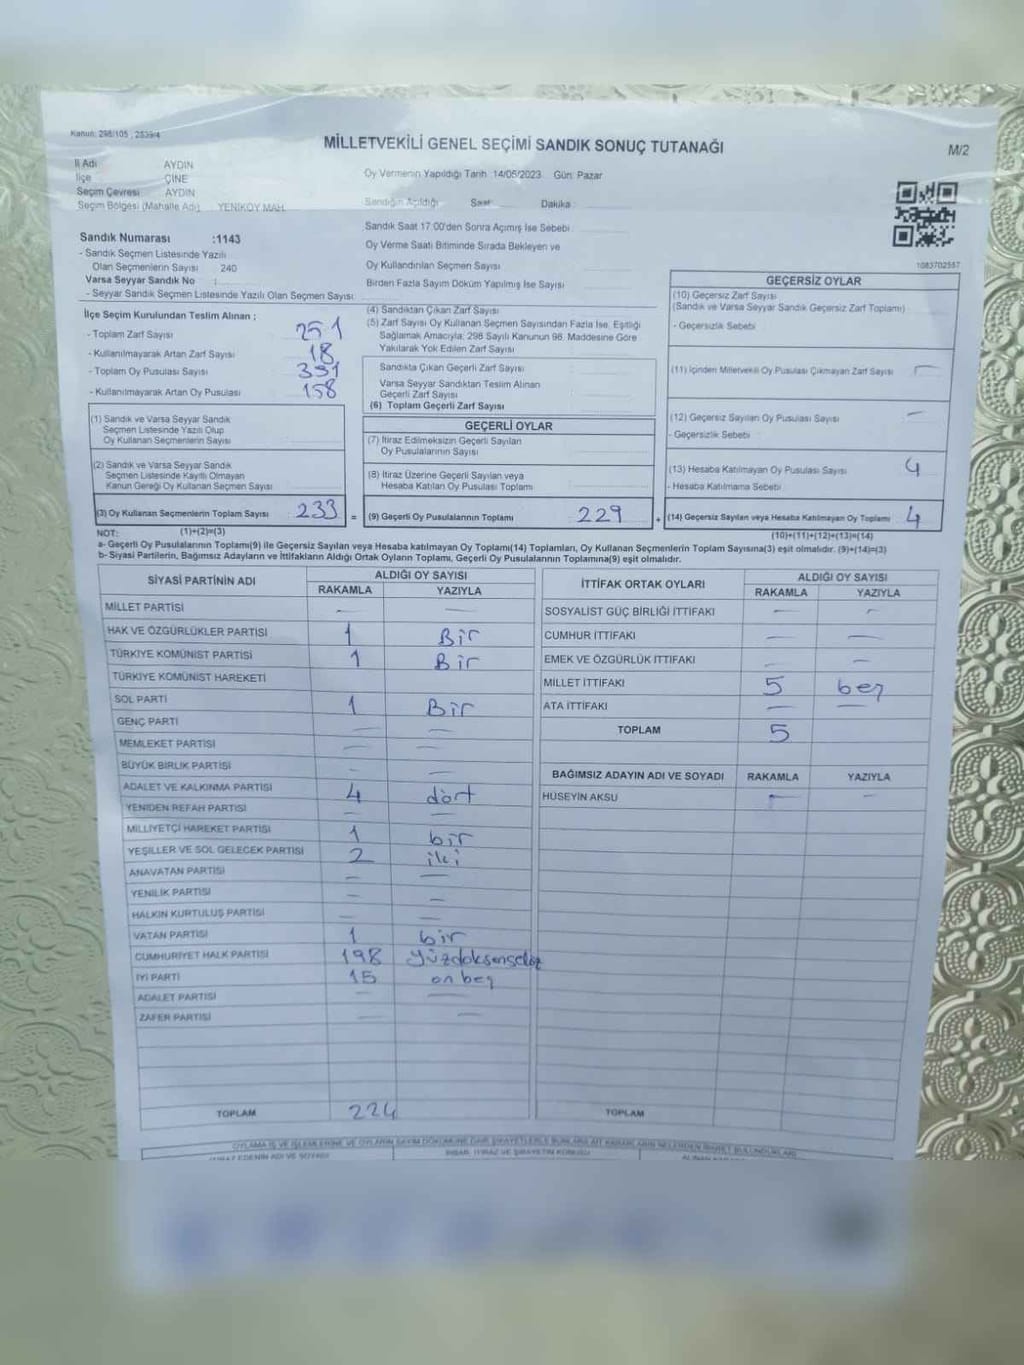 Kanun: 298/105 , 2839/4
MİLLETVEKİLİ GENEL SEÇİMİ SANDIK SONUÇ TUTANAĞI
M/2
İl Adı AYDIN
İlçe ÇİNE
Seçim Çevresi AYDIN
Seçim Bölgesi (Mahalle Adı) YENİKÖY MAH.
Oy Vermenin Yapıldığı Tarih 14/05/2023 Gün: Pazar
Sandığın Açıldığı Saat Dakika
Sandık Saat 17:00'den Sonra Açılmış İse Sebebi
Oy Verme Saati Bitiminde Sırada Bekleyen ve
Oy Kullandırılan Seçmen Sayısı
Birden Fazla Sayım Döküm Yapılmış İse Sayısı
1083702557
Sandık Numarası :1143
- Sandık Seçmen Listesinde Yazılı
Olan Seçmenlerin Sayısı 240
Varsa Seyyar Sandık No :
- Seyyar Sandık Seçmen Listesinde Yazılı Olan Seçmen Sayısı:
İlçe Seçim Kurulundan Teslim Alınan ;
- Toplam Zarf Sayısı 251
- Kullanılmayarak Artan Zarf Sayısı 18
- Toplam Oy Pusulası Sayısı 391
- Kullanılmayarak Artan Oy Pusulası 158
(1) Sandık ve Varsa Seyyar Sandık
Seçmen Listesinde Yazılı Olup
Oy Kullanan Seçmenlerin Sayısı
(2) Sandık ve Varsa Seyyar Sandık
Seçmen Listesinde Kayıtlı Olmayan
Kanun Gereği Oy Kullanan Seçmen Sayısı
(3) Oy Kullanan Seçmenlerin Toplam Sayısı 233 =
(1)+(2)=(3)
(4) Sandıktan Çıkan Zarf Sayısı
(5) Zarf Sayısı Oy Kullanan Seçmen Sayısından Fazla İse, Eşitliği
Sağlamak Amacıyla, 298 Sayılı Kanunun 98. Maddesine Göre
Yakılarak Yok Edilen Zarf Sayısı
Sandıkta Çıkan Geçerli Zarf Sayısı
Varsa Seyyar Sandıktan Teslim Alınan
Geçerli Zarf Sayısı
(6) Toplam Geçerli Zarf Sayısı
GEÇERLİ OYLAR
(7) İtiraz Edilmeksizin Geçerli Sayılan
Oy Pusulalarının Sayısı
(8) İtiraz Üzerine Geçerli Sayılan veya
Hesaba Katılan Oy Pusulası Toplamı
(9) Geçerli Oy Pusulalarının Toplamı 229 +
GEÇERSİZ OYLAR
(10) Geçersiz Zarf Sayısı
(Sandık ve Varsa Seyyar Sandık Geçersiz Zarf Toplamı)
- Geçersizlik Sebebi
(11) İçinden Milletvekili Oy Pusulası Çıkmayan Zarf Sayısı —
(12) Geçersiz Sayılan Oy Pusulası Sayısı —
- Geçersizlik Sebebi
(13) Hesaba Katılmayan Oy Pusulası Sayısı 4
- Hesaba Katılmama Sebebi
(14) Geçersiz Sayılan veya Hesaba Katılmayan Oy Toplamı 4
(10)+(11)+(12)+(13)=(14)
NOT:
a- Geçerli Oy Pusulalarının Toplamı(9) ile Geçersiz Sayılan veya Hesaba katılmayan Oy Toplamı(14) Toplamları, Oy Kullanan Seçmenlerin Toplam Sayısına(3) eşit olmalıdır. (9)+(14)=(3)
b- Siyasi Partilerin, Bağımsız Adayların ve İttifakların Aldığı Oyların Toplamı, Geçerli Oy Pusulalarının Toplamına(9) eşit olmalıdır.
SİYASİ PARTİNİN ADI ALDIĞI OY SAYISI
RAKAMLA YAZIYLA
MİLLET PARTİSİ — —
HAK VE ÖZGÜRLÜKLER PARTİSİ 1 Bir
TÜRKİYE KOMÜNİST PARTİSİ 1 Bir
TÜRKİYE KOMÜNİST HAREKETİ
SOL PARTİ 1 Bir
GENÇ PARTİ — —
MEMLEKET PARTİSİ — —
BÜYÜK BİRLİK PARTİSİ — —
ADALET VE KALKINMA PARTİSİ 4 dört
YENİDEN REFAH PARTİSİ — —
MİLLİYETÇİ HAREKET PARTİSİ 1 bir
YEŞİLLER VE SOL GELECEK PARTİSİ 2 iki
ANAVATAN PARTİSİ — —
YENİLİK PARTİSİ — —
HALKIN KURTULUŞ PARTİSİ — —
VATAN PARTİSİ 1 bir
CUMHURİYET HALK PARTİSİ 198 yüzdoksansekiz
İYİ PARTİ 15 on beş
ADALET PARTİSİ — —
ZAFER PARTİSİ — —
TOPLAM 224
İTTİFAK ORTAK OYLARI ALDIĞI OY SAYISI
RAKAMLA YAZIYLA
SOSYALİST GÜÇ BİRLİĞİ İTTİFAKI — —
CUMHUR İTTİFAKI — —
EMEK VE ÖZGÜRLÜK İTTİFAKI — —
MİLLET İTTİFAKI 5 beş
ATA İTTİFAKI — —
TOPLAM 5
BAĞIMSIZ ADAYIN ADI VE SOYADI RAKAMLA YAZIYLA
HÜSEYİN AKSU — —
TOPLAM